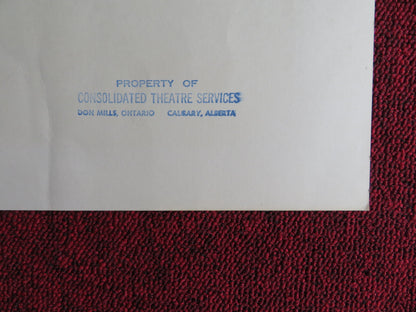 PROPERTY OF
CONSOLIDATED THEATRE SERVICES
DON MILLS, ONTARIO CALGARY, ALBERTA